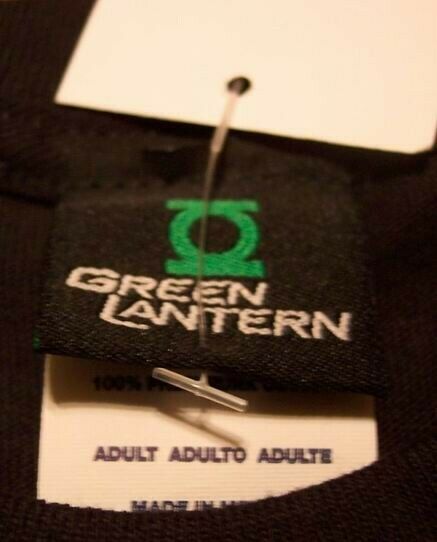 GREEN
LANTERN
100%
ADULT ADULTO ADULTE
MADE IN